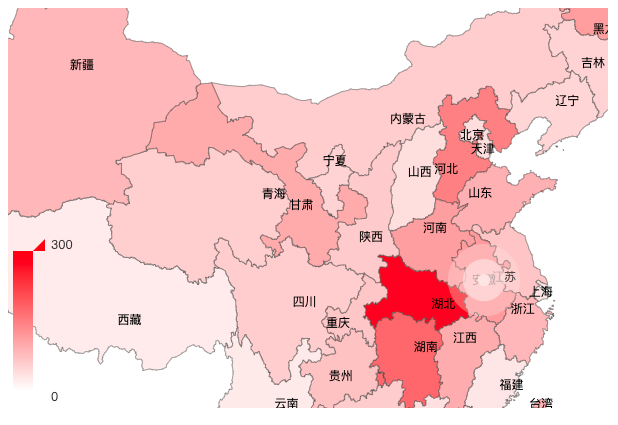 黑
新疆
吉林
辽宁
内蒙古
北京
天津
宁夏
山西
河北
青海
甘肃
山东
河南
陕西
300
江苏
上海
四川
湖北
浙江
西藏
重庆
江西
湖南
贵州
福建
0
云南
台湾